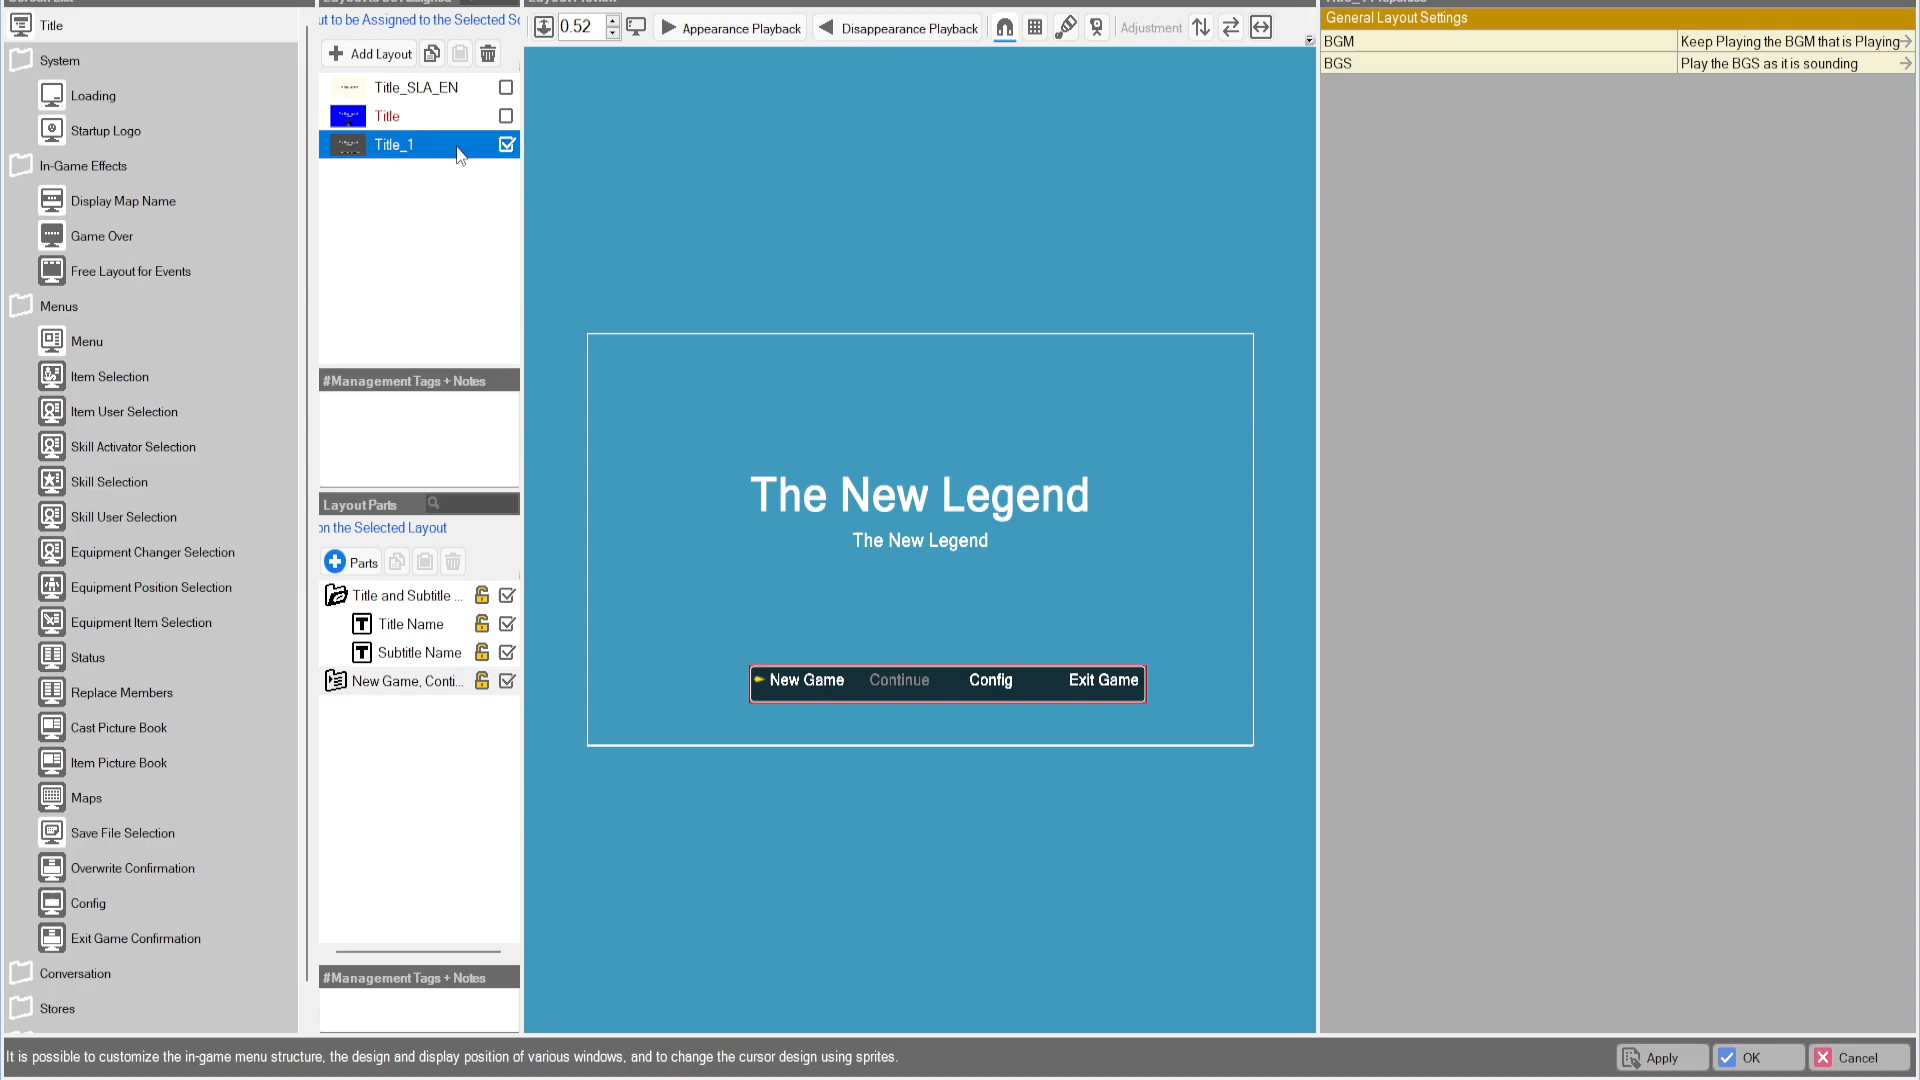 Title
System
Loading
Startup Logo
In-Game Effects
Display Map Name
Game Over
Free Layout for Events
Menus
Menu
Item Selection
Item User Selection
Skill Activator Selection
Skill Selection
Skill User Selection
Equipment Changer Selection
Equipment Position Selection
Equipment Item Selection
Status
Replace Members
Cast Picture Book
Item Picture Book
Maps
Save File Selection
Overwrite Confirmation
Config
Exit Game Confirmation
Conversation
Stores
ut to be Assigned to the Selected Sc
Add Layout
Title_SLA_EN
Title
Title_1
#Management Tags + Notes
Layout Parts
on the Selected Layout
Parts
Title and Subtitle ...
Title Name
Subtitle Name
New Game, Conti...
#Management Tags + Notes
0.52
Appearance Playback
Disappearance Playback
Adjustment
The New Legend
The New Legend
New Game Continue Config Exit Game
General Layout Settings
BGM Keep Playing the BGM that is Playing
BGS Play the BGS as it is sounding
It is possible to customize the in-game menu structure, the design and display position of various windows, and to change the cursor design using sprites.
Apply
OK
Cancel